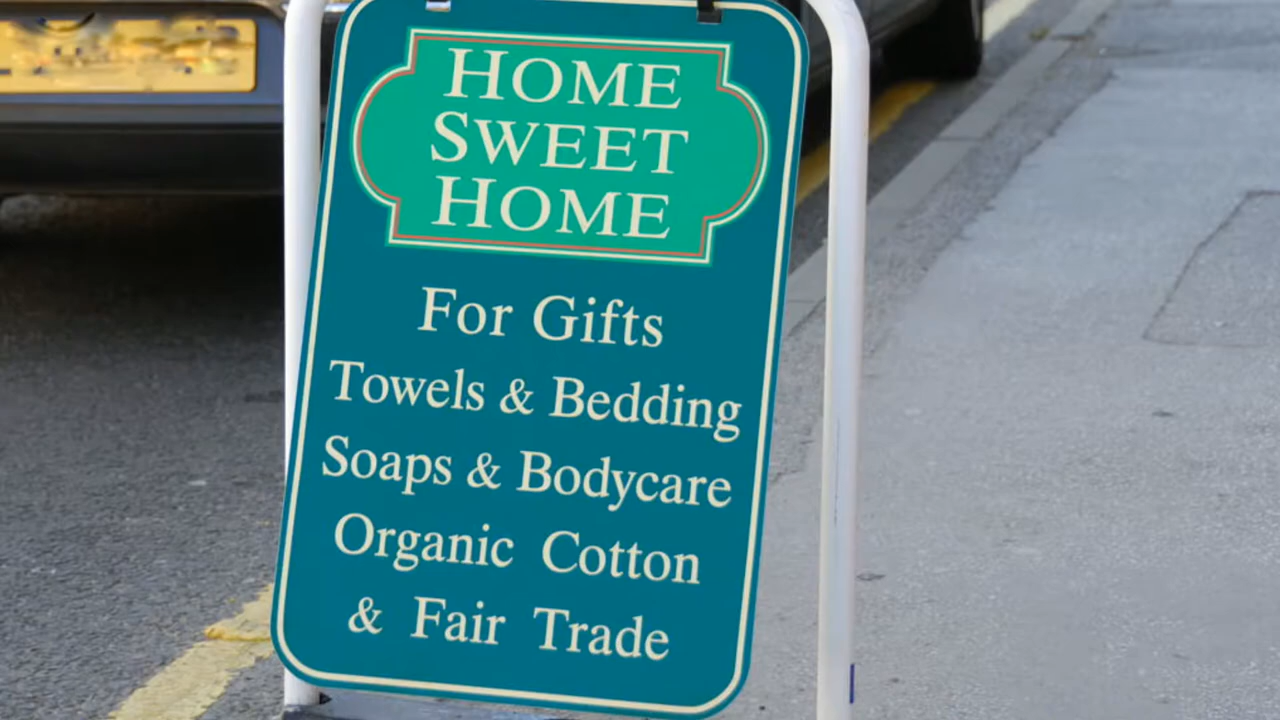 HOME
SWEET
HOME
For Gifts
Towels & Bedding
Soaps & Bodycare
Organic Cotton
& Fair Trade